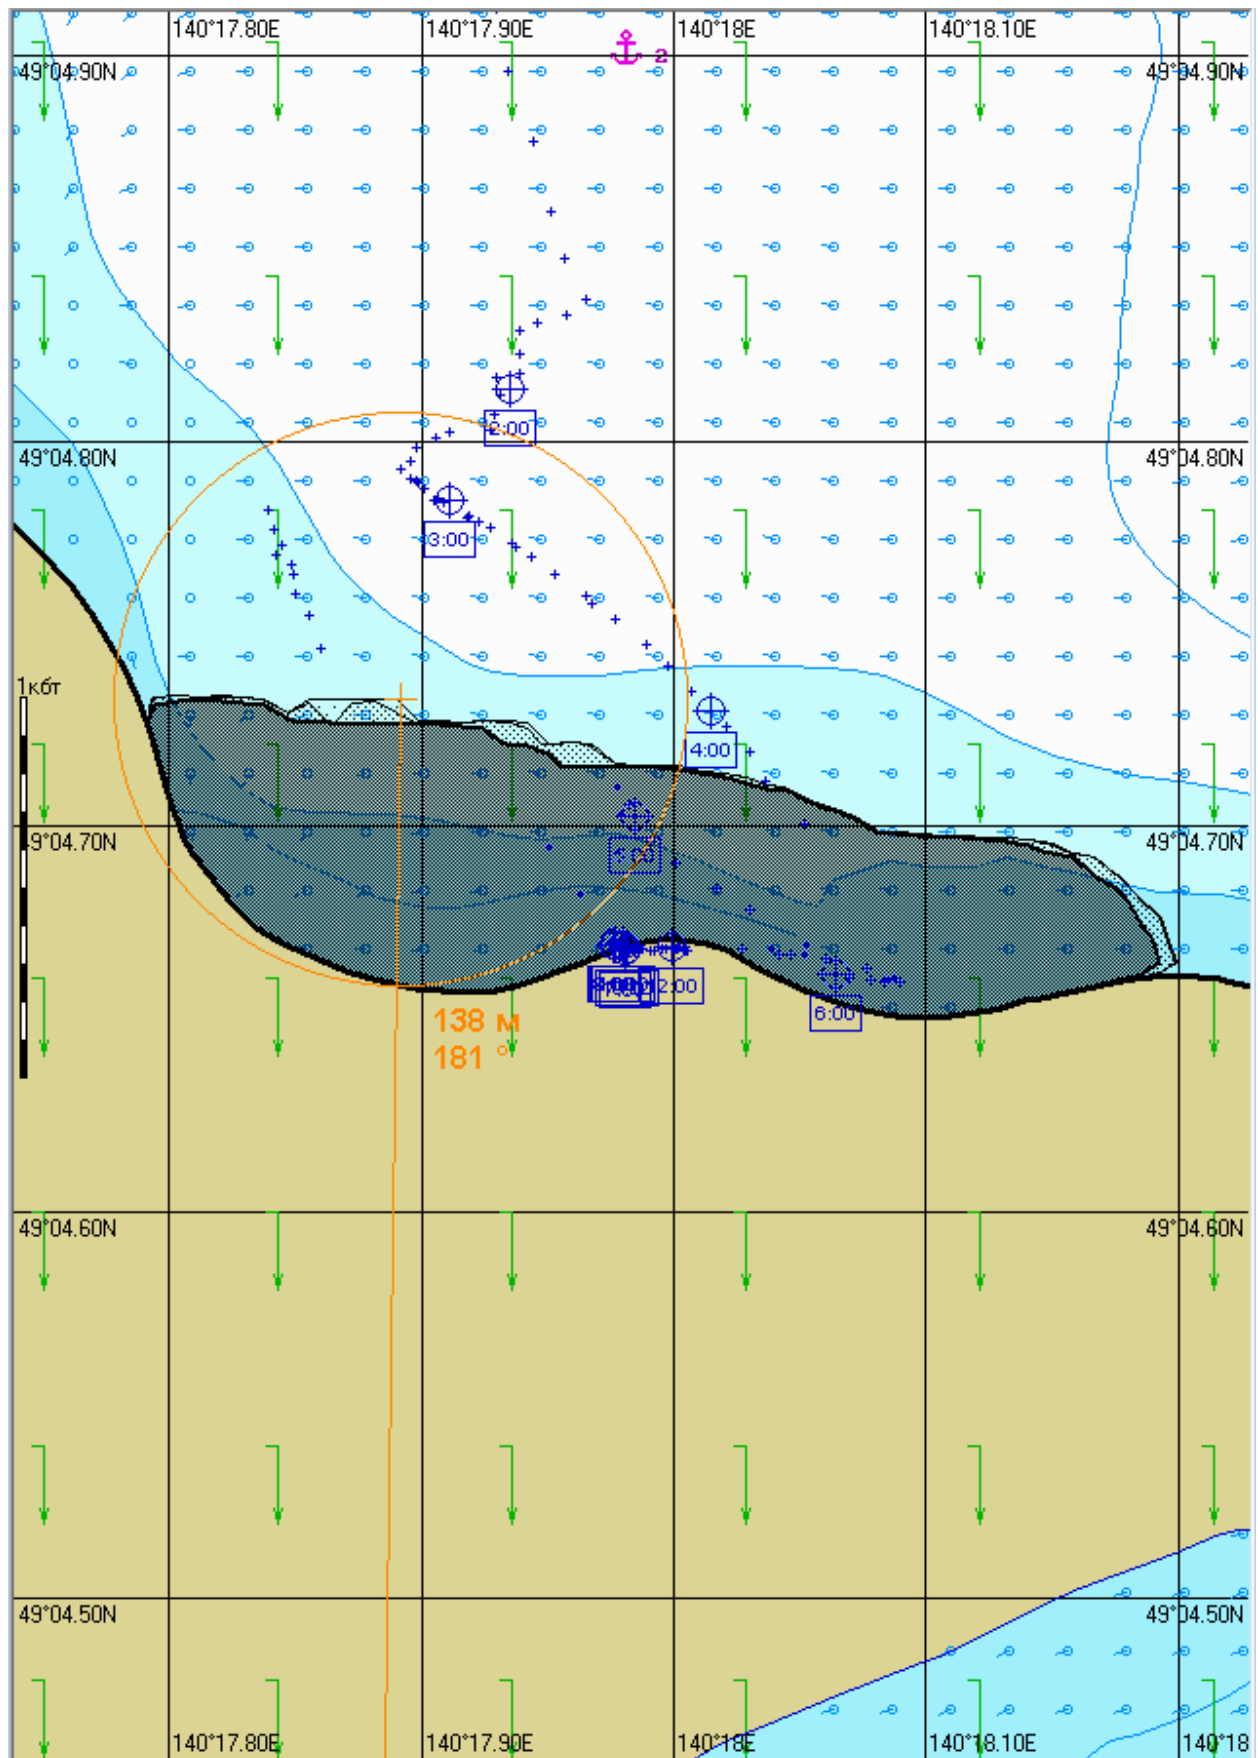 140°17.80E 140°17.90E 140°18E 140°18.10E
2
49°04.90N 49°04.90N
2:00
49°04.80N 49°04.80N
3:00
1кбт
4:00
49°04.70N 49°04.70N
5:00
2:00
6:00
138 м
181 °
49°04.60N 49°04.60N
49°04.50N 49°04.50N
140°17.80E 140°17.90E 140°18E 140°18.10E 140°18